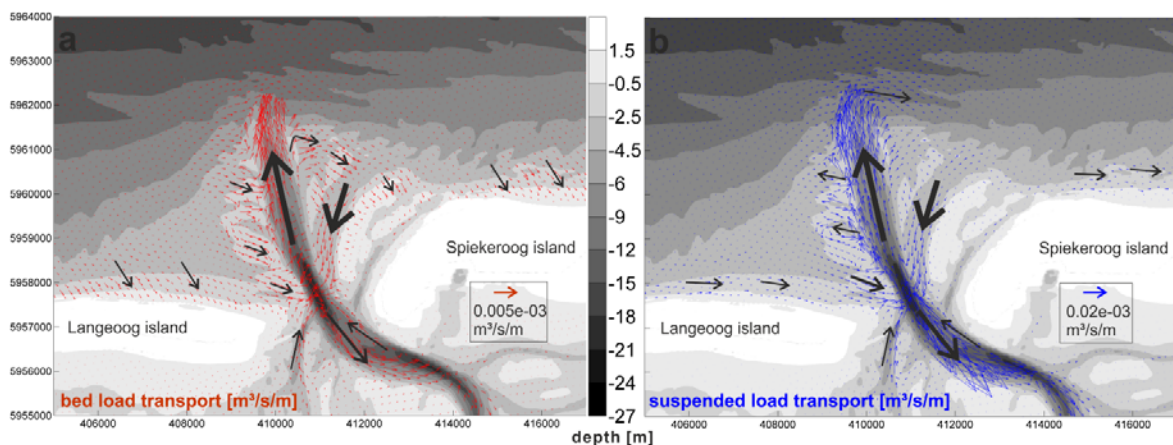 a
5964000
5963000
5962000
5961000
5960000
5959000
5958000
5957000
5956000
5955000
Spiekeroog island
Langeoog island
0.005e-03
m³/s/m
bed load transport [m³/s/m]
406000 408000 410000 412000 414000 416000
1.5
-0.5
-2.5
-4.5
-6
-9
-12
-15
-18
-21
-24
-27
depth [m]
b
Spiekeroog island
Langeoog island
0.02e-03
m³/s/m
suspended load transport [m³/s/m]
406000 408000 410000 412000 414000 416000